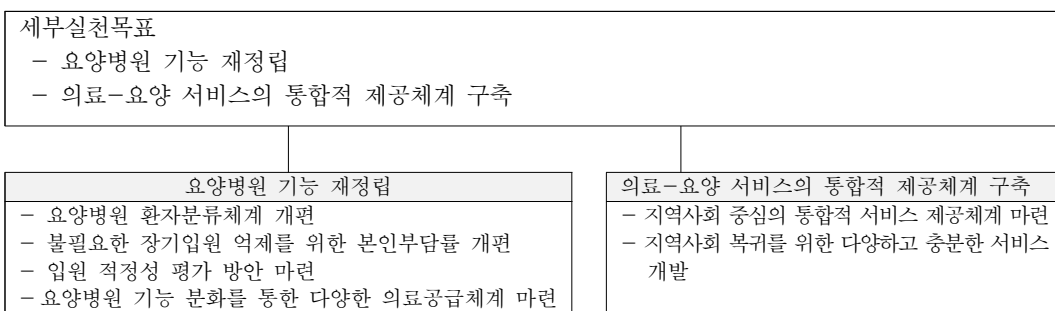 세부실천목표
- 요양병원 기능 재정립
- 의료-요양 서비스의 통합적 제공체계 구축
요양병원 기능 재정립
- 요양병원 환자분류체계 개편
- 불필요한 장기입원 억제를 위한 본인부담률 개편
- 입원 적정성 평가 방안 마련
- 요양병원 기능 분화를 통한 다양한 의료공급체계 마련
의료-요양 서비스의 통합적 제공체계 구축
- 지역사회 중심의 통합적 서비스 제공체계 마련
- 지역사회 복귀를 위한 다양하고 충분한 서비스
개발